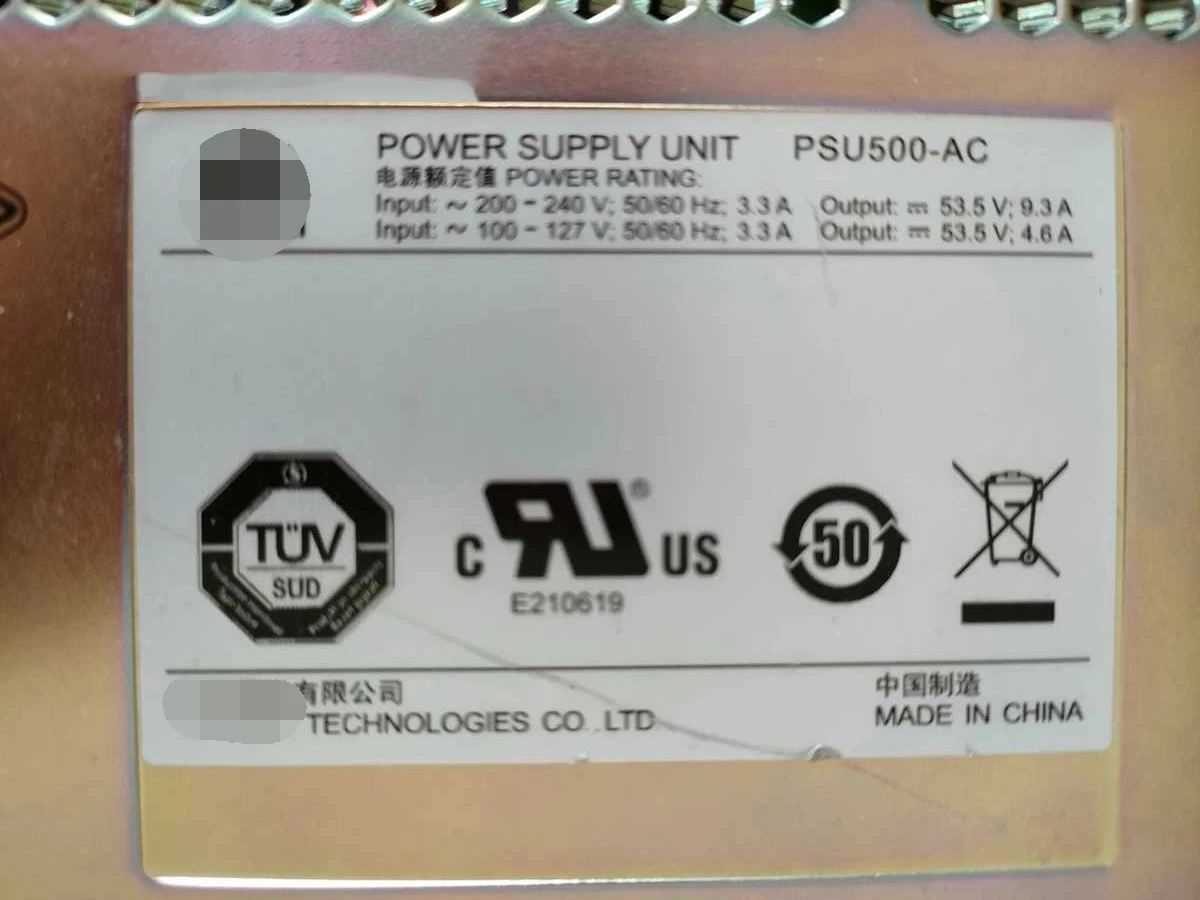 POWER SUPPLY UNIT PSU500-AC
电源额定值 POWER RATING:
Input: ~ 200 - 240 V; 50/60 Hz; 3.3 A Output: ⎓ 53.5 V; 9.3 A
Input: ~ 100 - 127 V; 50/60 Hz; 3.3 A Output: ⎓ 53.5 V; 4.6 A
TÜV
SÜD
C RU® US
E210619
50
有限公司
TECHNOLOGIES CO.,LTD.
中国制造
MADE IN CHINA